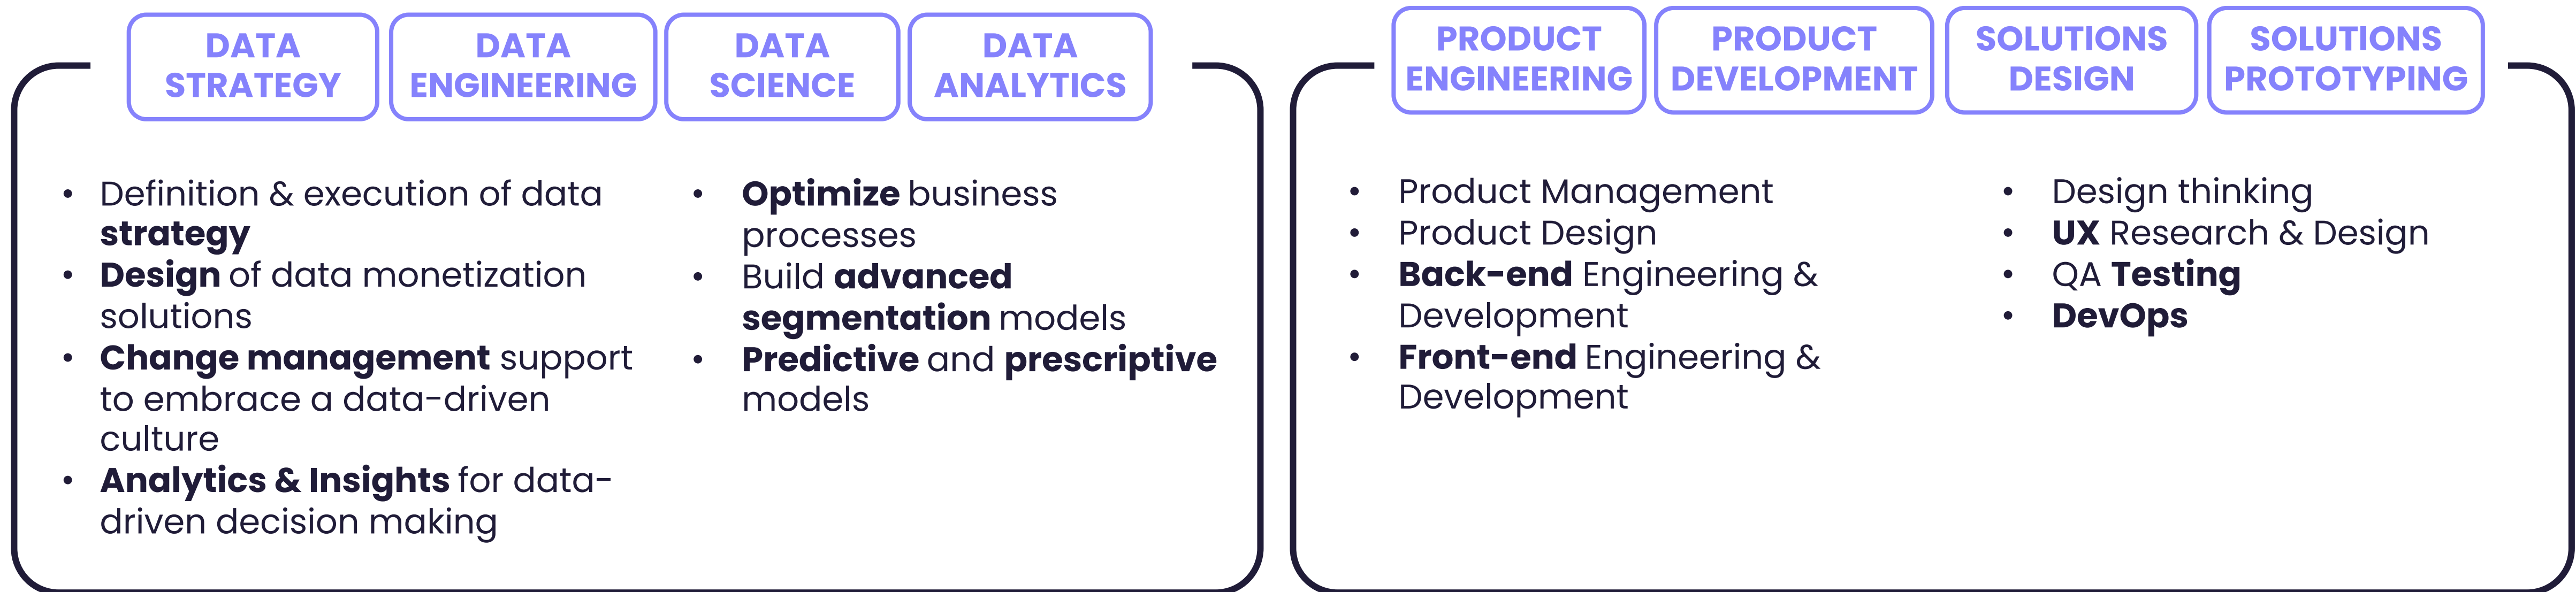 DATA
STRATEGY
DATA
ENGINEERING
DATA
SCIENCE
DATA
ANALYTICS
• Definition & execution of data
strategy
• Design of data monetization
solutions
• Change management support
to embrace a data-driven
culture
• Analytics & Insights for data-
driven decision making
• Optimize business
processes
• Build advanced
segmentation models
• Predictive and prescriptive
models
PRODUCT
ENGINEERING
PRODUCT
DEVELOPMENT
SOLUTIONS
DESIGN
SOLUTIONS
PROTOTYPING
• Product Management
• Product Design
• Back-end Engineering &
Development
• Front-end Engineering &
Development
• Design thinking
• UX Research & Design
• QA Testing
• DevOps